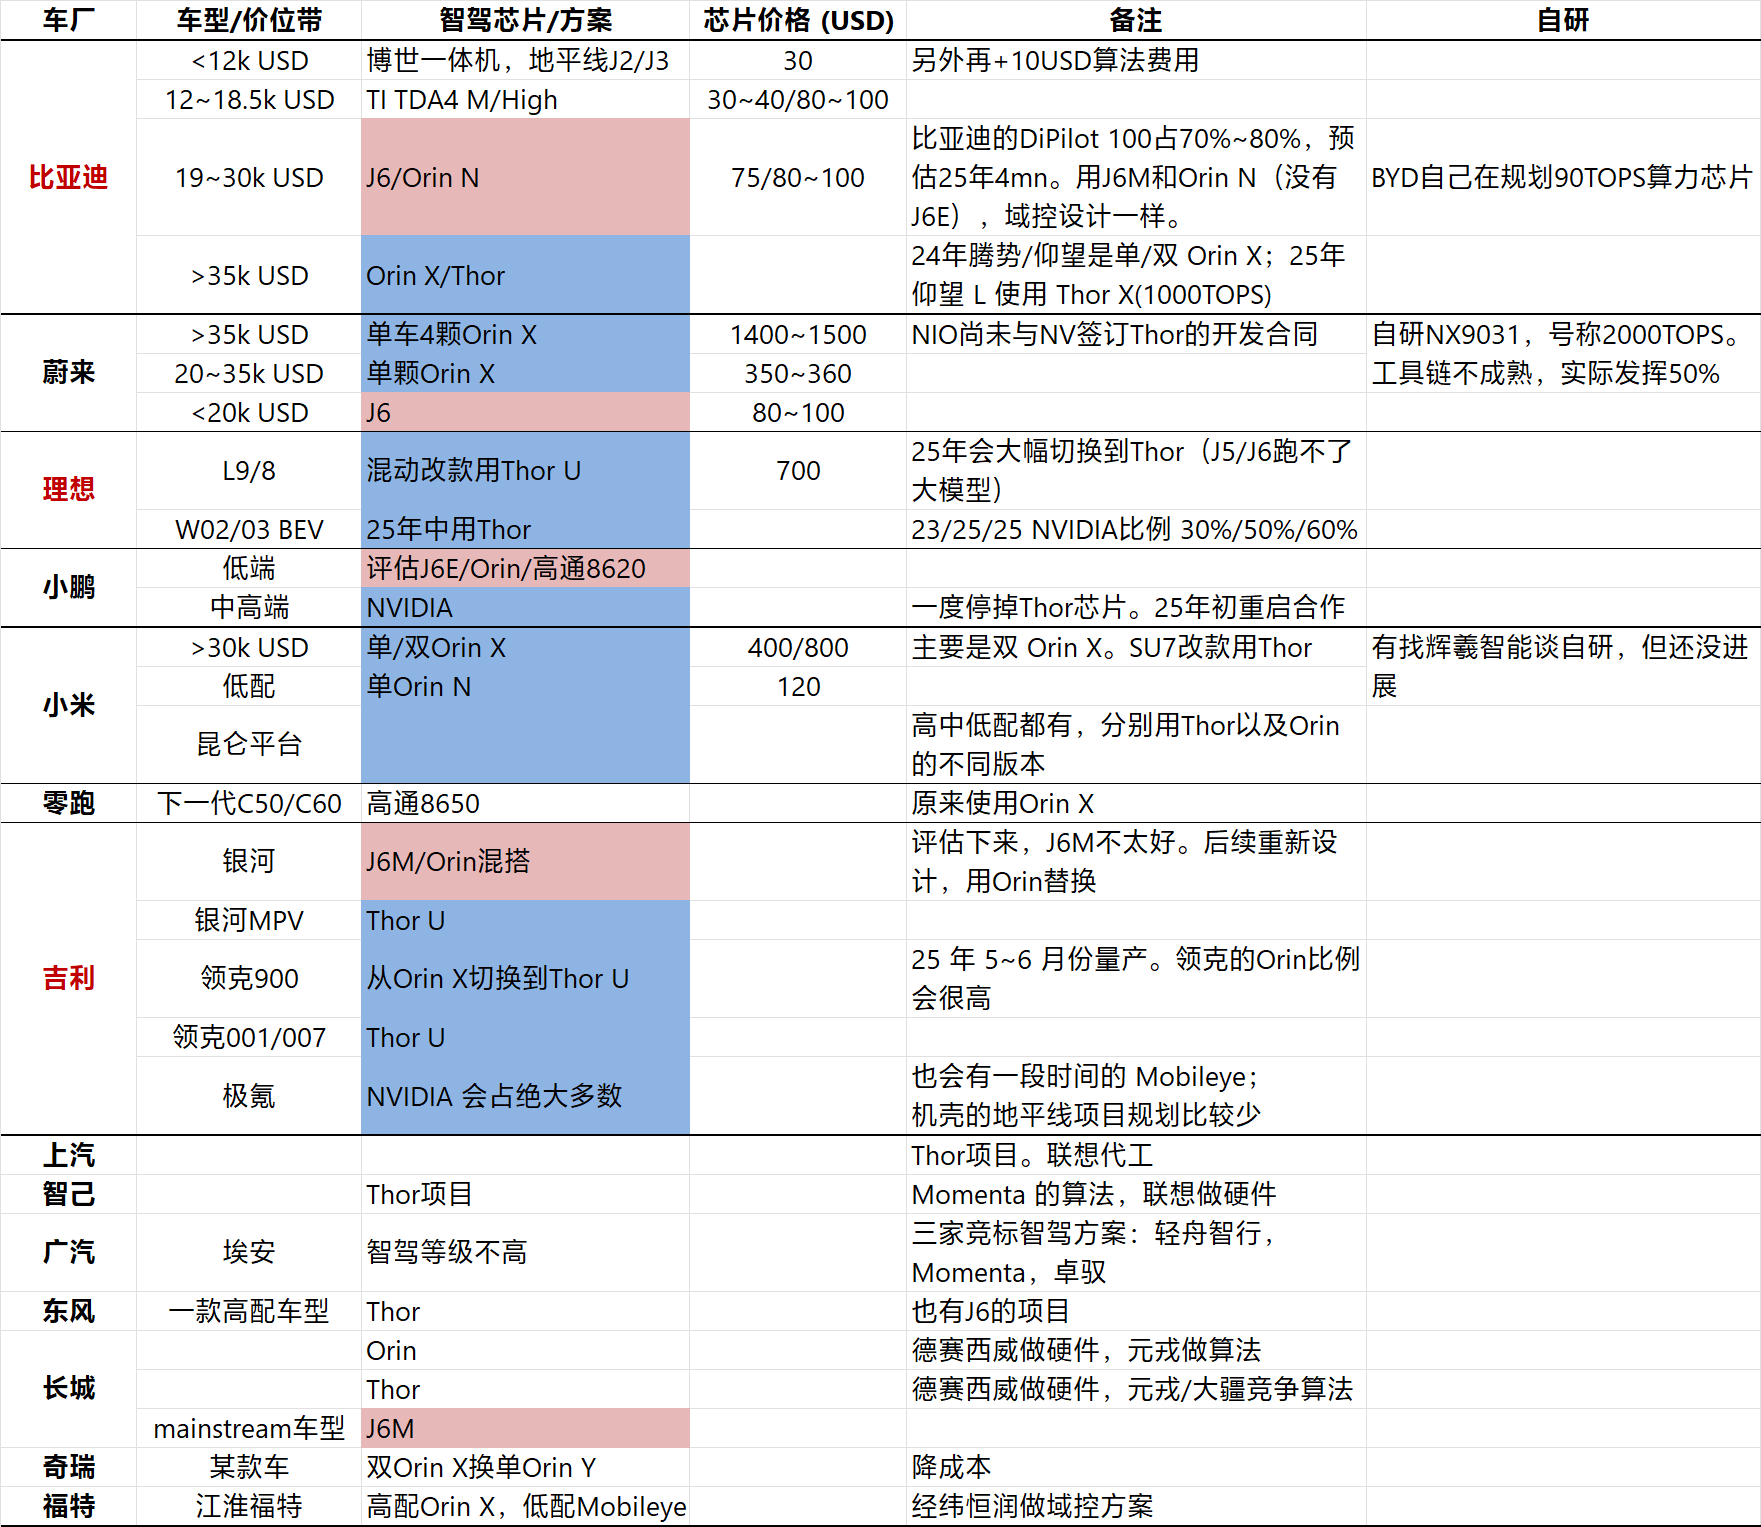 车厂 车型/价位带 智驾芯片/方案 芯片价格 (USD) 备注 自研
比亚迪
<12k USD 博世一体机，地平线J2/J3 30 另外再+10USD算法费用
12~18.5k USD TI TDA4 M/High 30~40/80~100
19~30k USD J6/Orin N 75/80~100
比亚迪的DiPilot 100占70%~80%，预
估25年4mn。用J6M和Orin N（没有
J6E），域控设计一样。
BYD自己在规划90TOPS算力芯片
>35k USD Orin X/Thor
24年腾势/仰望是单/双 Orin X；25年
仰望 L 使用 Thor X(1000TOPS)
蔚来
>35k USD 单车4颗Orin X 1400~1500 NIO尚未与NV签订Thor的开发合同
自研NX9031，号称2000TOPS。
工具链不成熟，实际发挥50%
20~35k USD 单颗Orin X 350~360
<20k USD J6 80~100
理想
L9/8 混动改款用Thor U 700
25年会大幅切换到Thor（J5/J6跑不了
大模型）
W02/03 BEV 25年中用Thor 23/25/25 NVIDIA比例 30%/50%/60%
小鹏
低端 评估J6E/Orin/高通8620
中高端 NVIDIA 一度停掉Thor芯片。25年初重启合作
小米
>30k USD 单/双Orin X 400/800 主要是双 Orin X。SU7改款用Thor
有找辉羲智能谈自研，但还没进
展
低配 单Orin N 120
昆仑平台
高中低配都有，分别用Thor以及Orin
的不同版本
零跑 下一代C50/C60 高通8650 原来使用Orin X
吉利
银河 J6M/Orin混搭
评估下来，J6M不太好。后续重新设
计，用Orin替换
银河MPV Thor U
领克900 从Orin X切换到Thor U
25 年 5~6 月份量产。领克的Orin比例
会很高
领克001/007 Thor U
极氪 NVIDIA 会占绝大多数
也会有一段时间的 Mobileye；
机壳的地平线项目规划比较少
上汽 Thor项目。联想代工
智己 Thor项目 Momenta 的算法，联想做硬件
广汽 埃安 智驾等级不高
三家竞标智驾方案：轻舟智行，
Momenta，卓驭
东风 一款高配车型 Thor 也有J6的项目
长城
Orin 德赛西威做硬件，元戎做算法
Thor 德赛西威做硬件，元戎/大疆竞争算法
mainstream车型 J6M
奇瑞 某款车 双Orin X换单Orin Y 降成本
福特 江淮福特 高配Orin X，低配Mobileye 经纬恒润做域控方案